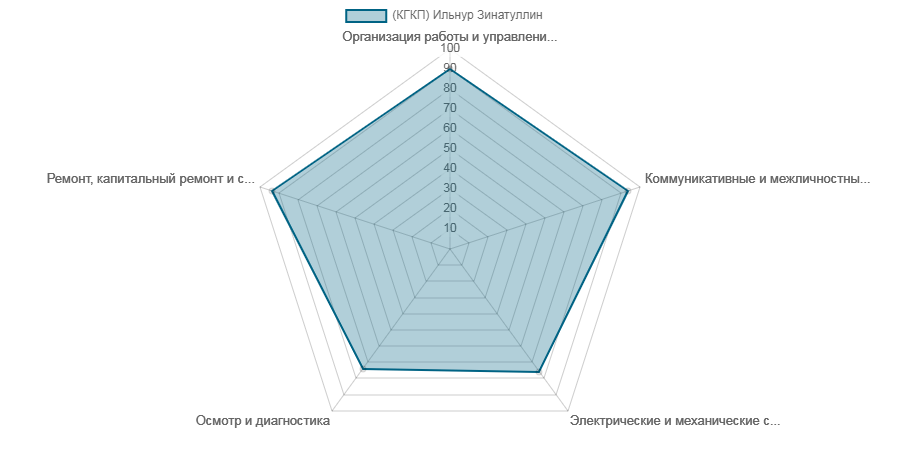 (КГКП) Ильнур Зинатуллин
Организация работы и управлени...
100
90
80
70
60
50
40
30
20
10
Ремонт, капитальный ремонт и с...
Коммуникативные и межличностны...
Осмотр и диагностика
Электрические и механические с...